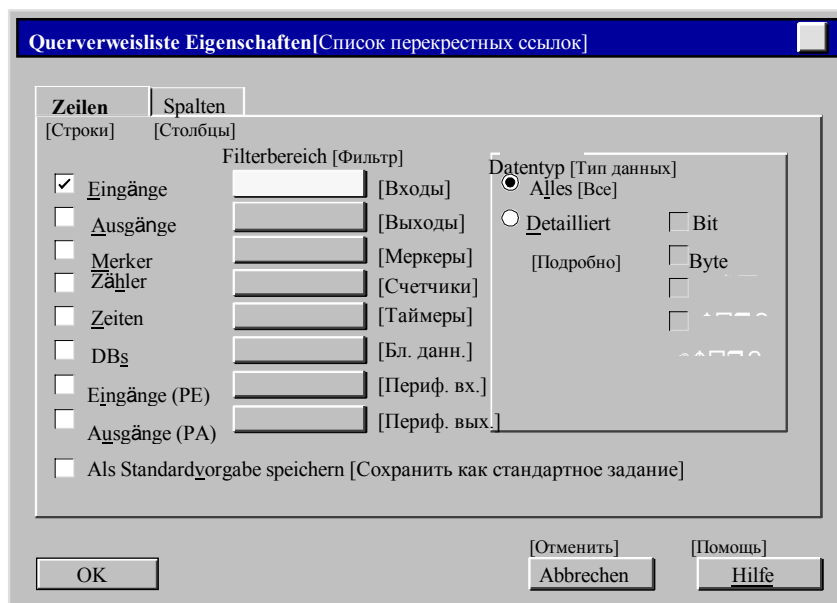 Querverweisliste Eigenschaften[Список перекрестных ссылок]
Zeilen Spalten
[Строки] [Столбцы]
Filterbereich [Фильтр]
Datentyp [Тип данных]
Eingänge [Входы]
Alles [Все]
Ausgänge [Выходы]
Detailliert Bit
Merker [Меркеры]
[Подробно] Byte
Zähler [Счетчики]
Zeiten [Таймеры]
DBs [Бл. данн.]
Eingänge (PE) [Периф. вх.]
Ausgänge (PA) [Периф. вых.]
Als Standardvorgabe speichern [Сохранить как стандартное задание]
[Отменить] [Помощь]
OK Abbrechen Hilfe